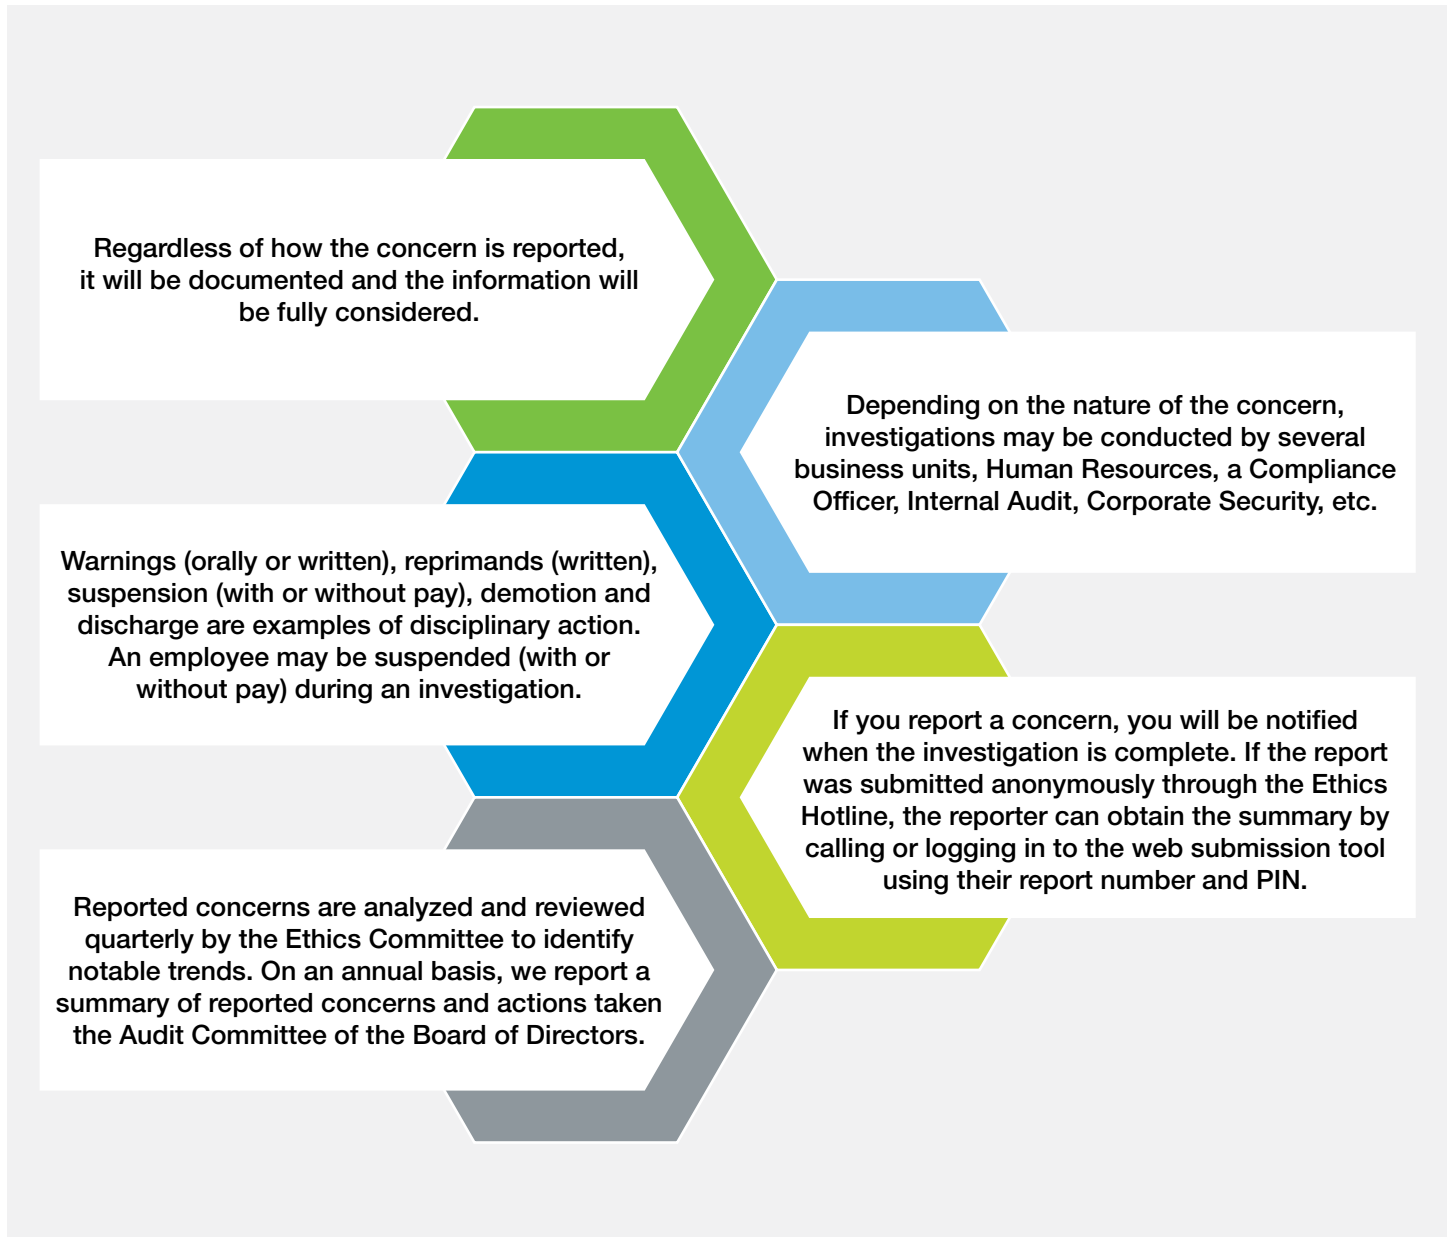 Regardless of how the concern is reported,
it will be documented and the information will
be fully considered.
Depending on the nature of the concern,
investigations may be conducted by several
business units, Human Resources, a Compliance
Officer, Internal Audit, Corporate Security, etc.
Warnings (orally or written), reprimands (written),
suspension (with or without pay), demotion and
discharge are examples of disciplinary action.
An employee may be suspended (with or
without pay) during an investigation.
If you report a concern, you will be notified
when the investigation is complete. If the report
was submitted anonymously through the Ethics
Hotline, the reporter can obtain the summary by
calling or logging in to the web submission tool
using their report number and PIN.
Reported concerns are analyzed and reviewed
quarterly by the Ethics Committee to identify
notable trends. On an annual basis, we report a
summary of reported concerns and actions taken
the Audit Committee of the Board of Directors.